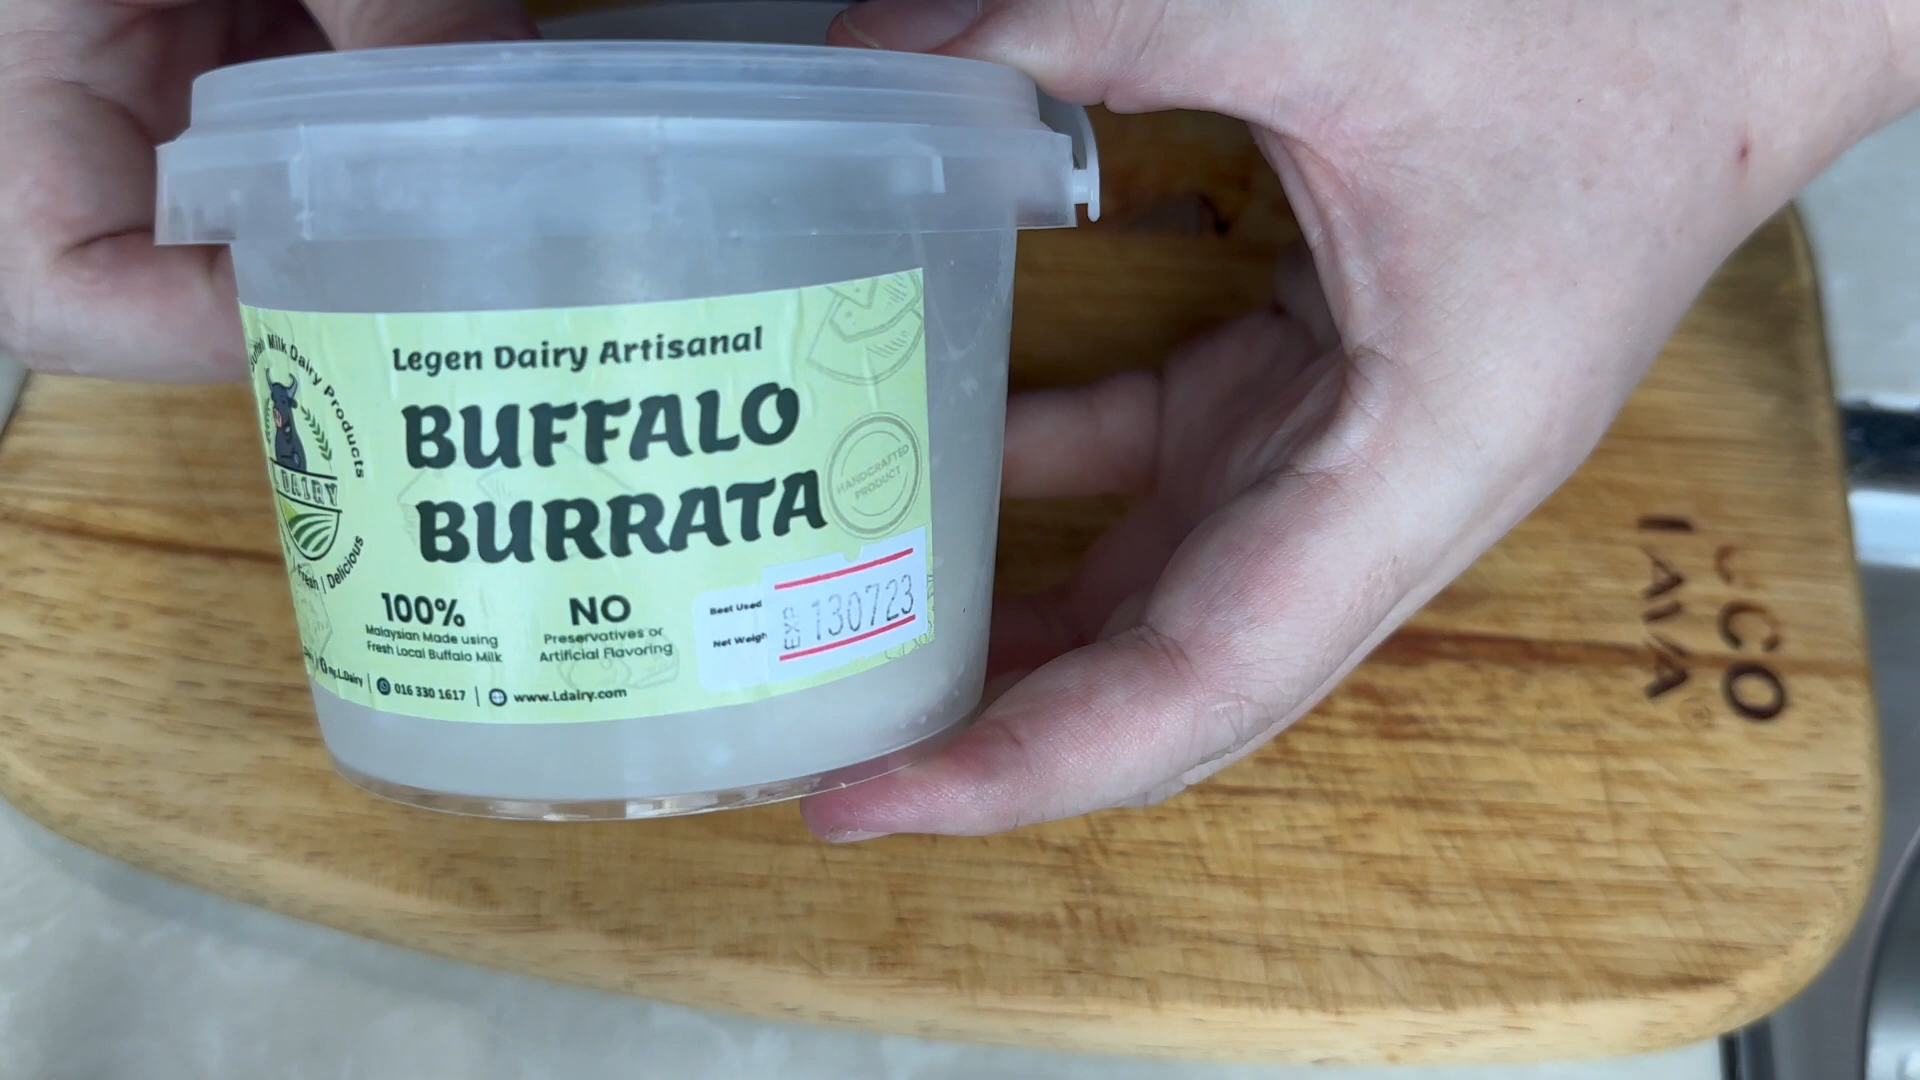 Legen Dairy Artisanal
BUFFALO
BURRATA
Milk Dairy Products
DAIRY
Fresh | Delicious
HANDCRAFTED
PRODUCT
100%
Malaysian Made using
Fresh Local Buffalo Milk
NO
Preservatives or
Artificial Flavoring
Best Used
Net Weigh
EXP 130723
my.L.Dairy | 016 330 1617 | www.Ldairy.com